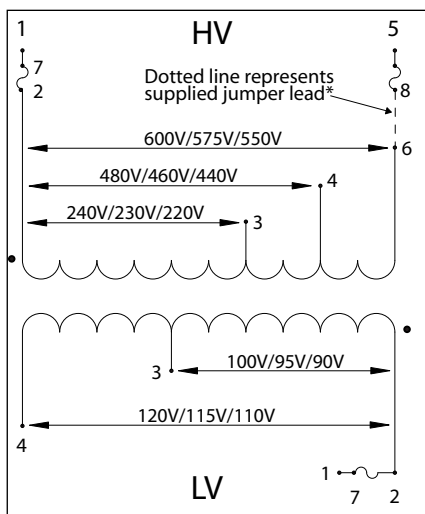 1 HV 5
7
2
Dotted line represents
supplied jumper lead*
8
600V/575V/550V
6
480V/460V/440V
4
240V/230V/220V
3
3
100V/95V/90V
120V/115V/110V
4
1
7 2
LV